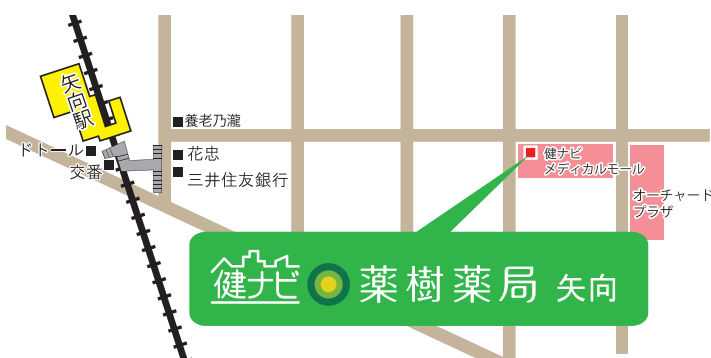 矢向駅
養老乃瀧
ドトール
花忠
交番
三井住友銀行
健ナビ
メディカルモール
オーチャード
プラザ
健ナビ 薬樹薬局 矢向